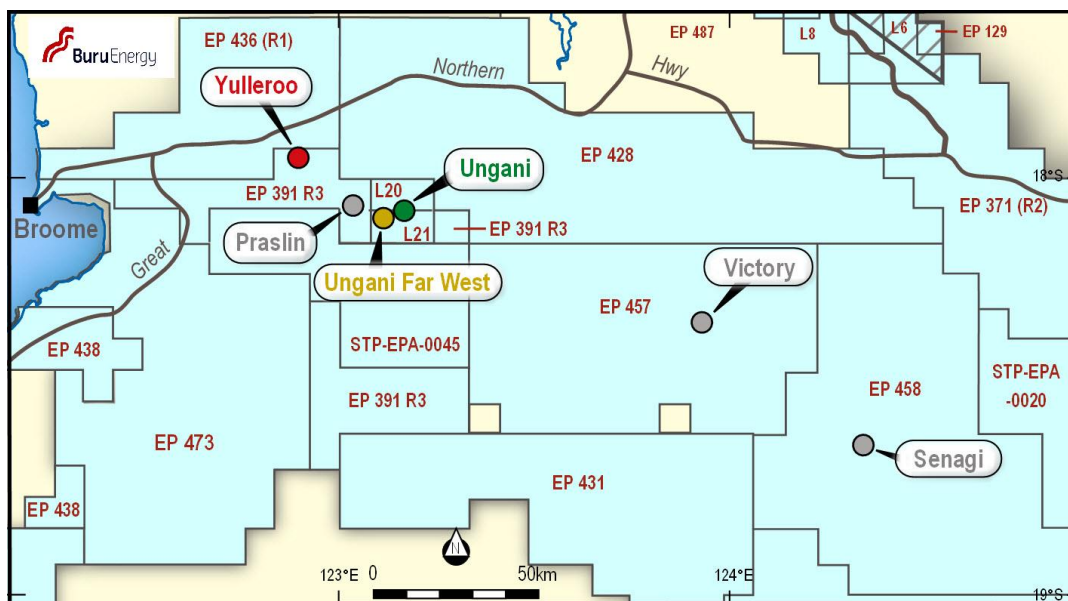 BuruEnergy
EP 436 (R1)
EP 487
L8
L6
EP 129
Yulleroo
Northern
Hwy
Ungani
EP 428
18°S
EP 391 R3
L20
EP 371 (R2)
Broome
Praslin
L21
EP 391 R3
Great
Ungani Far West
Victory
EP 457
EP 438
STP-EPA-0045
EP 391 R3
EP 458
STP-EPA
-0020
EP 473
Senagi
EP 431
EP 438
N
123°E
0
50km
124°E
19°S